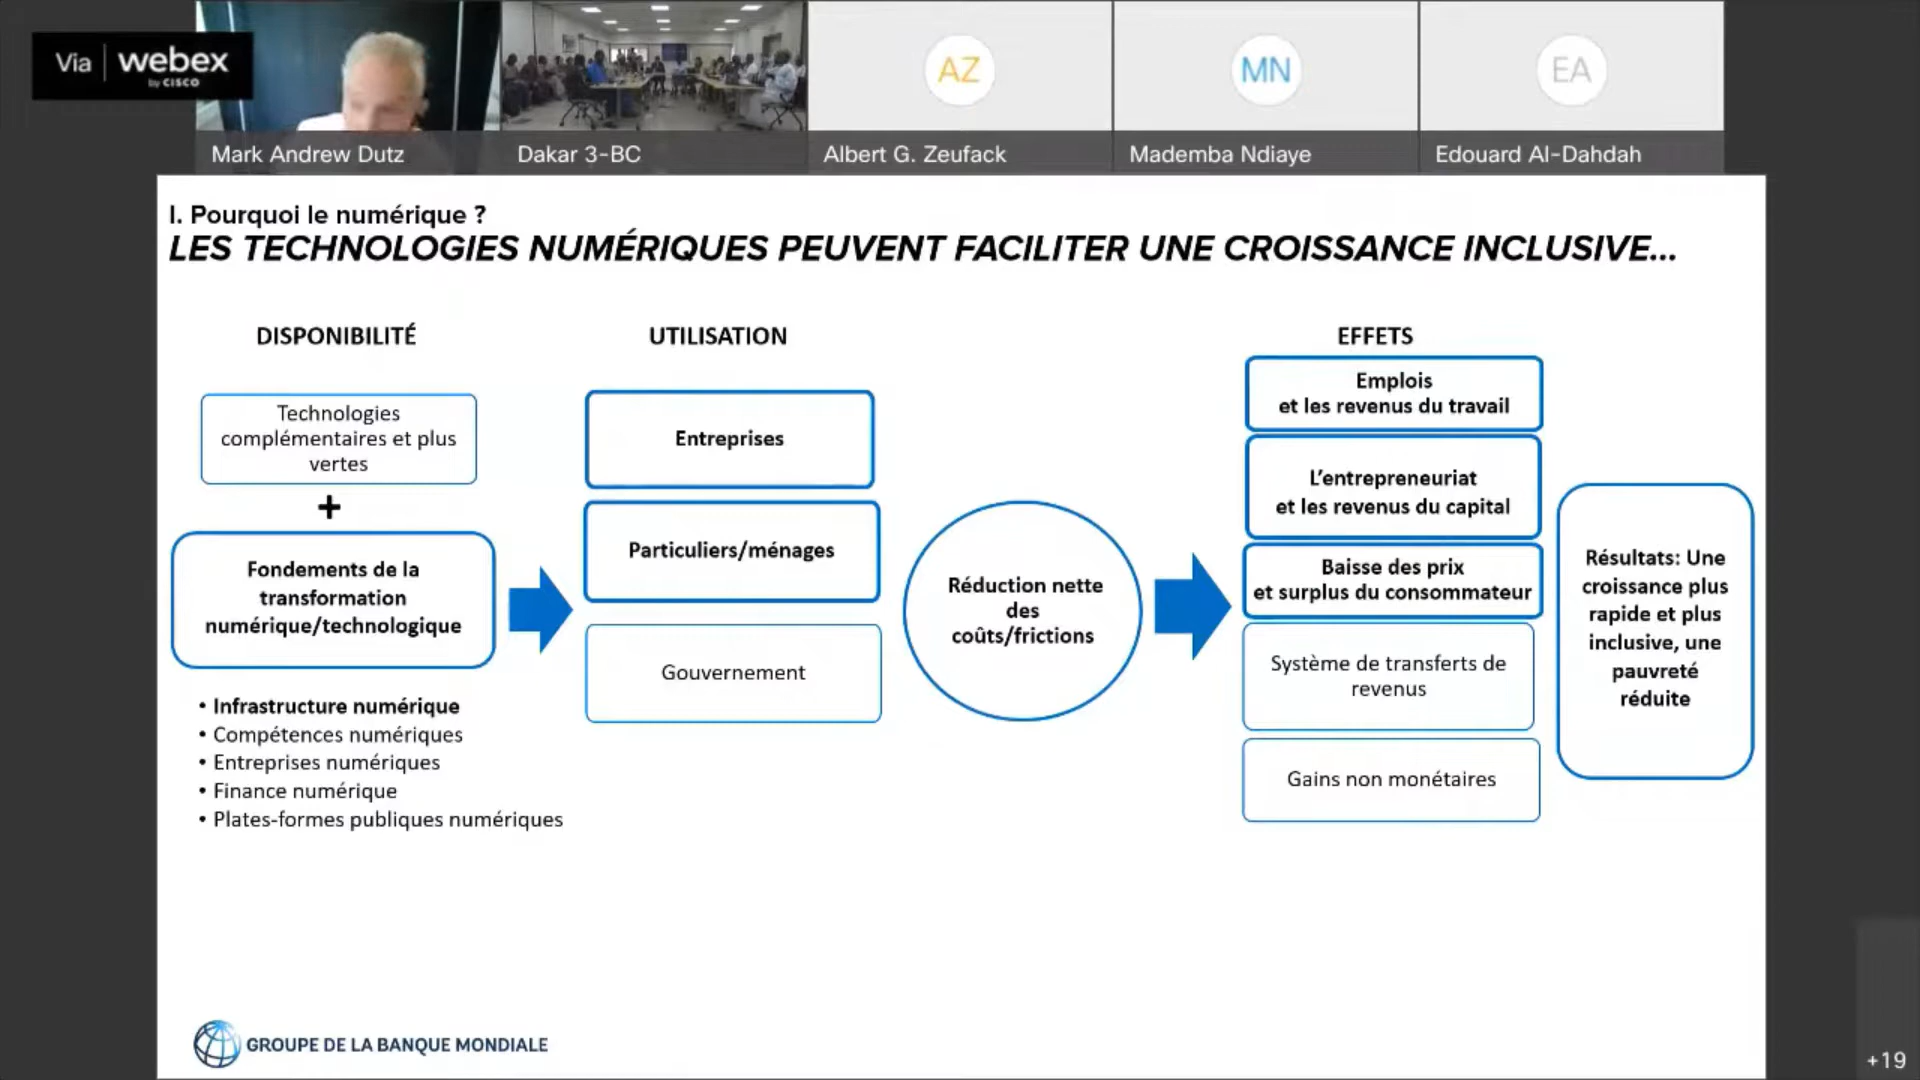 Via webex
by CISCO
AZ
MN
EA
Mark Andrew Dutz
Dakar 3-BC
Albert G. Zeufack
Mademba Ndiaye
Edouard Al-Dahdah
I. Pourquoi le numérique ?
LES TECHNOLOGIES NUMÉRIQUES PEUVENT FACILITER UNE CROISSANCE INCLUSIVE...
DISPONIBILITÉ
Technologies
complémentaires et plus
vertes
+
Fondements de la
transformation
numérique/technologique
• Infrastructure numérique
• Compétences numériques
• Entreprises numériques
• Finance numérique
• Plates-formes publiques numériques
UTILISATION
Entreprises
Particuliers/ménages
Gouvernement
Réduction nette
des
coûts/frictions
EFFETS
Emplois
et les revenus du travail
L'entrepreneuriat
et les revenus du capital
Baisse des prix
et surplus du consommateur
Système de transferts de
revenus
Gains non monétaires
Résultats: Une
croissance plus
rapide et plus
inclusive, une
pauvreté
réduite
GROUPE DE LA BANQUE MONDIALE
+19